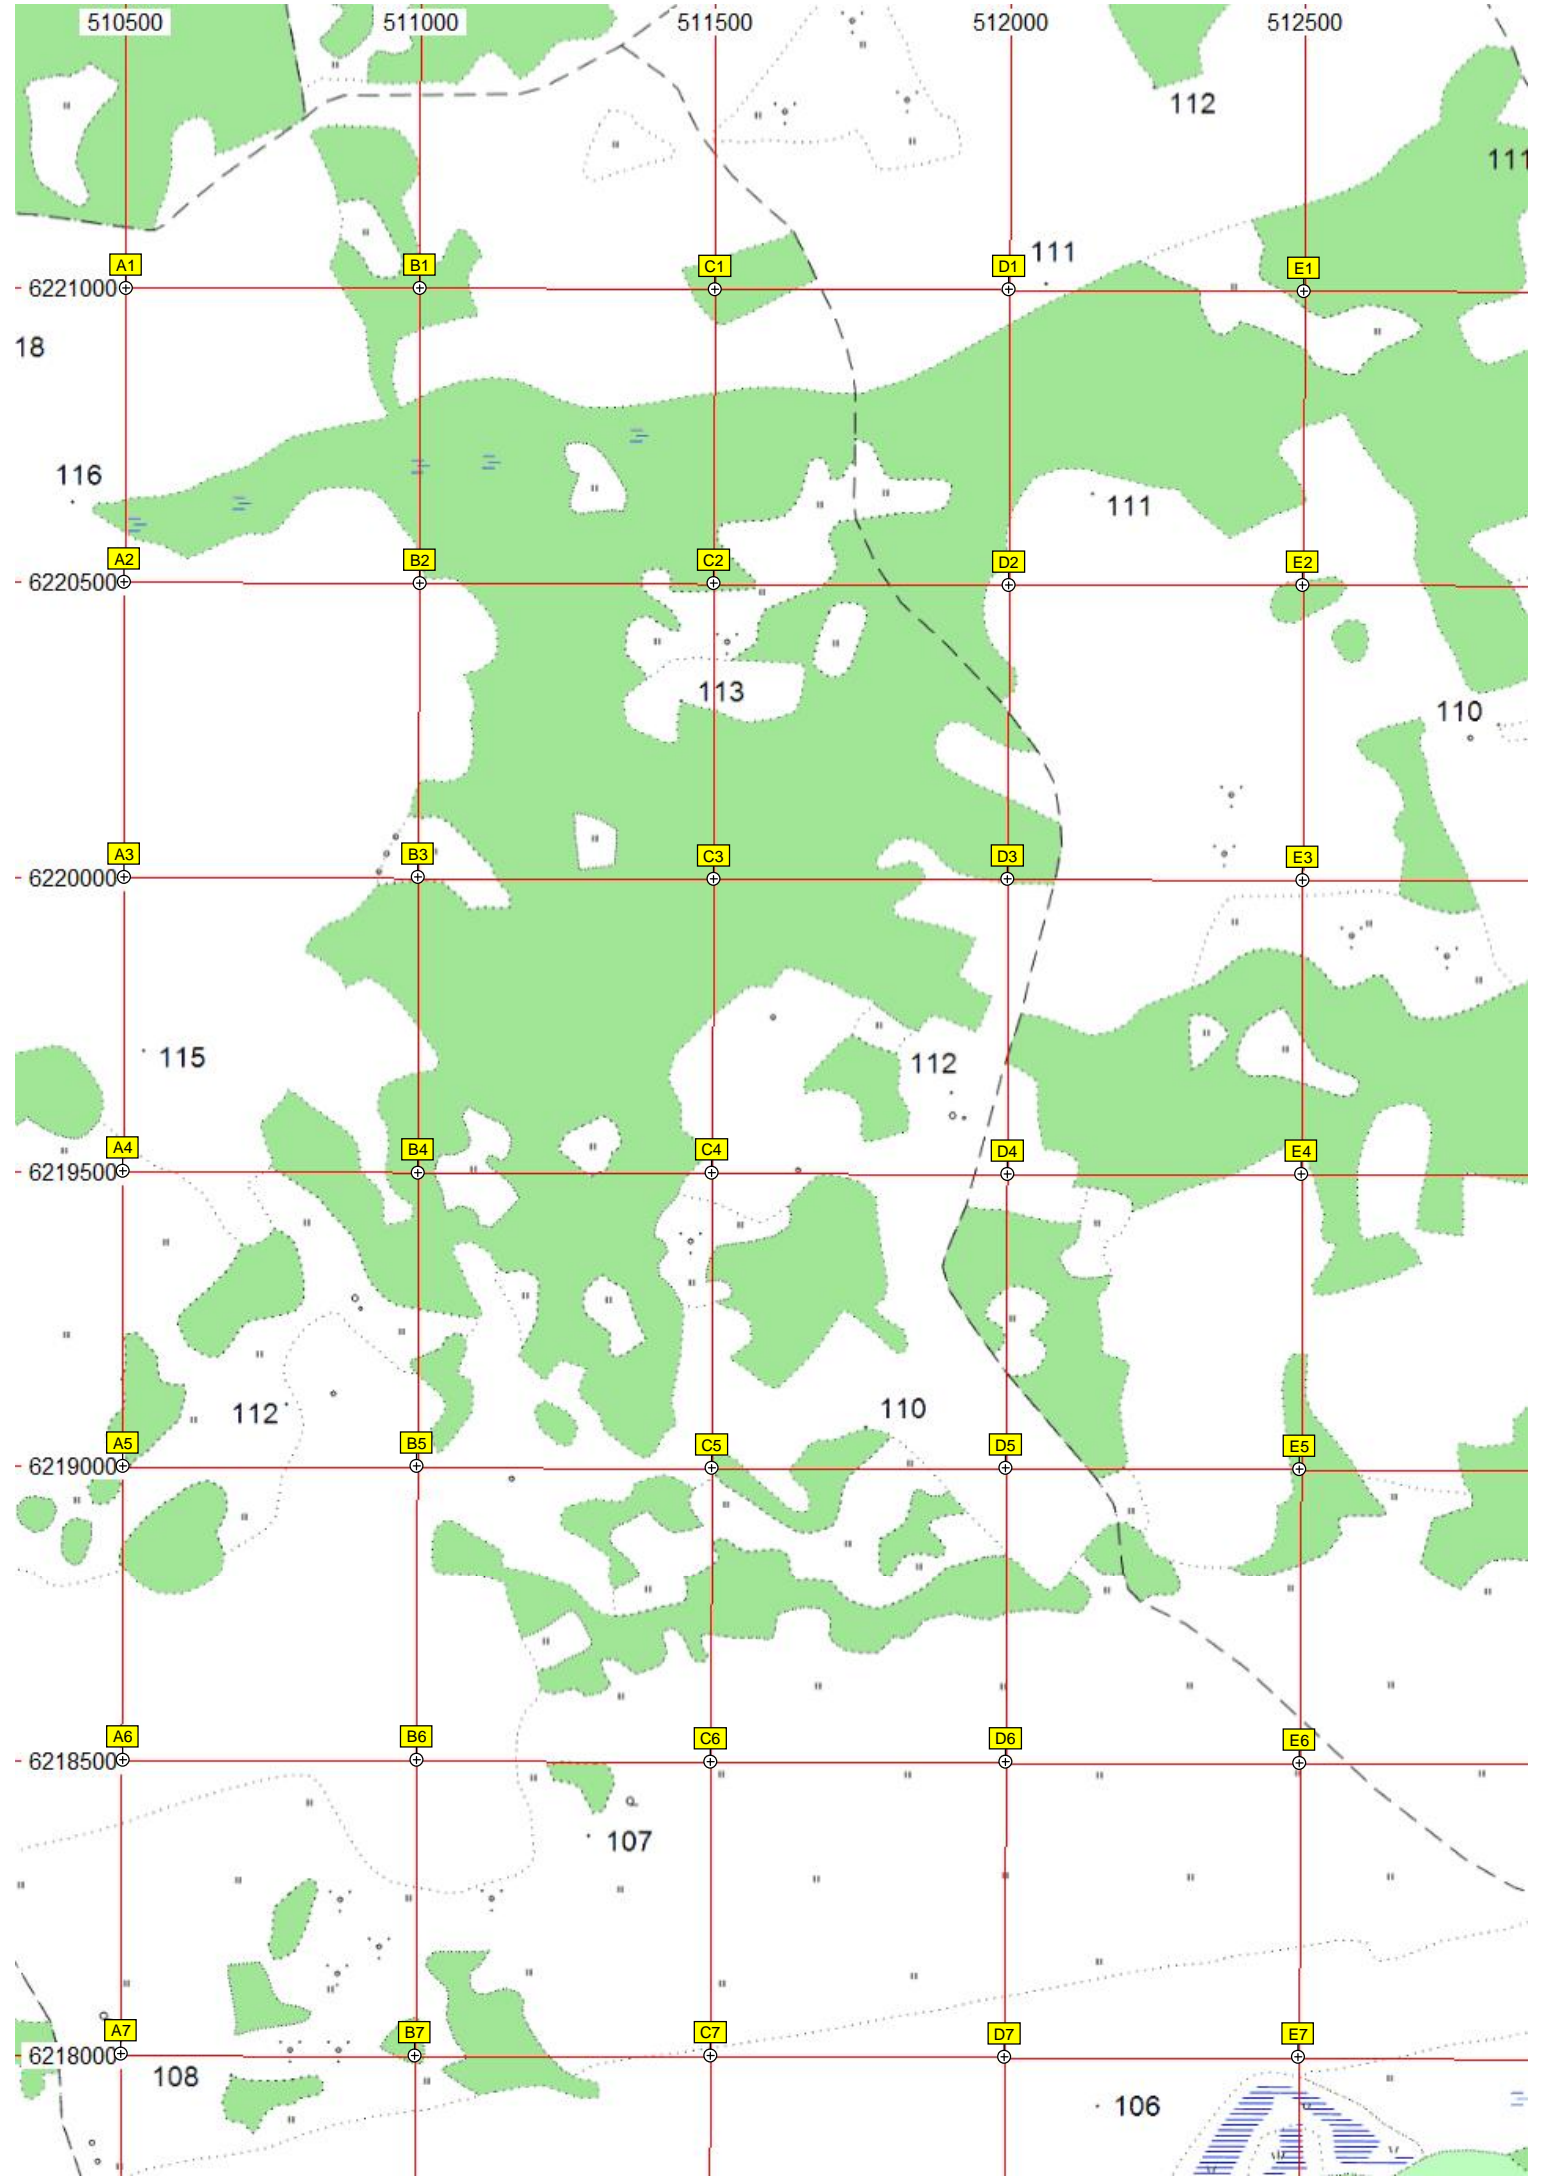 510500 511000 511500 512000 512500
112
111
111
A1 B1 C1 D1 E1
6221000
18
116
111
A2 B2 C2 D2 E2
6220500
113
110
A3 B3 C3 D3 E3
6220000
115
112
A4 B4 C4 D4 E4
6219500
112
110
A5 B5 C5 D5 E5
6219000
A6 B6 C6 D6 E6
6218500
107
A7 B7 C7 D7 E7
6218000
108
106